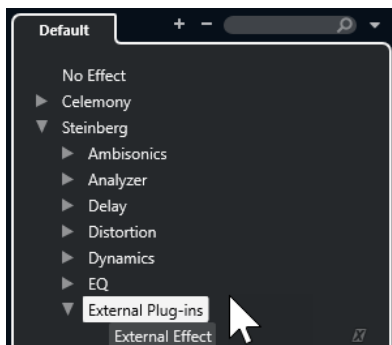 Default + −
No Effect
Celemony
Steinberg
Ambisonics
Analyzer
Delay
Distortion
Dynamics
EQ
External Plug-ins
External Effect